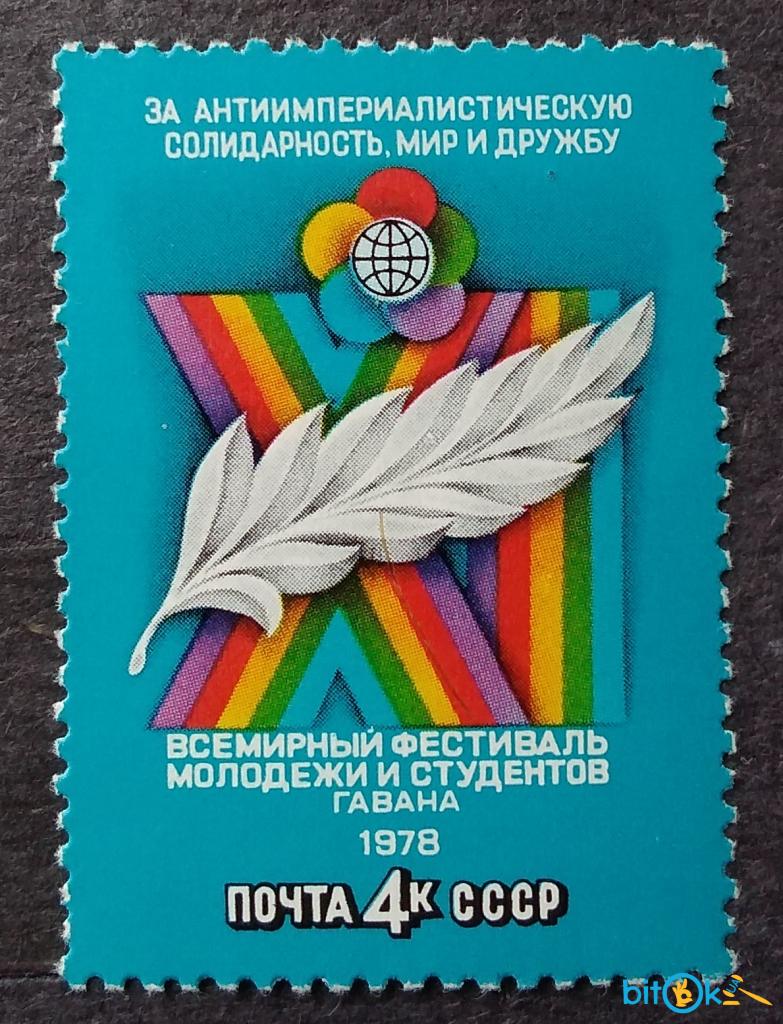 ЗА АНТИИМПЕРИАЛИСТИЧЕСКУЮ
СОЛИДАРНОСТЬ, МИР И ДРУЖБУ
XI
ВСЕМИРНЫЙ ФЕСТИВАЛЬ
МОЛОДЕЖИ И СТУДЕНТОВ
ГАВАНА
1978
ПОЧТА 4К СССР
bitok